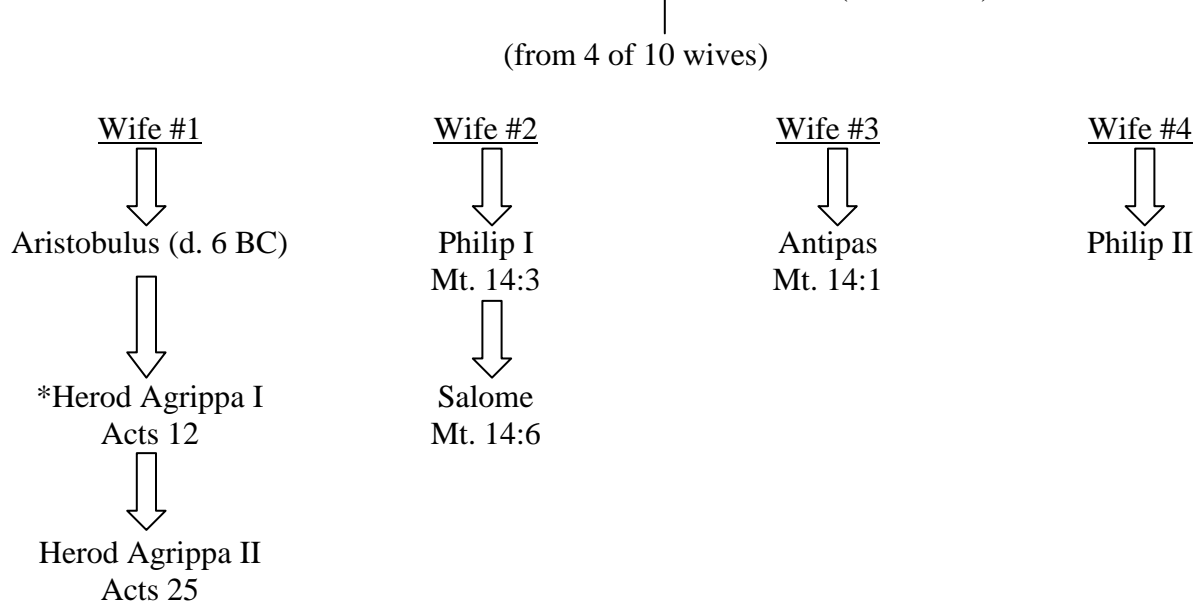 (from 4 of 10 wives)
Wife #1
Aristobulus (d. 6 BC)
*Herod Agrippa I
Acts 12
Herod Agrippa II
Acts 25
Wife #2
Philip I
Mt. 14:3
Salome
Mt. 14:6
Wife #3
Antipas
Mt. 14:1
Wife #4
Philip II